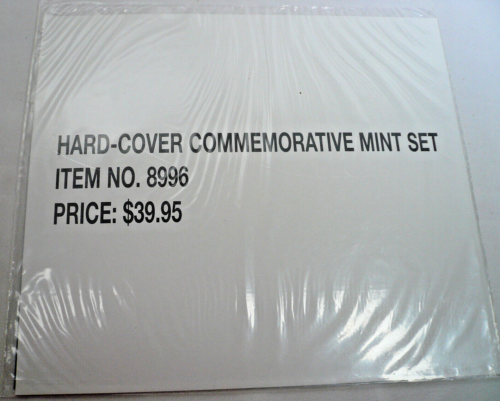 HARD-COVER COMMEMORATIVE MINT SET
ITEM NO. 8996
PRICE: $39.95